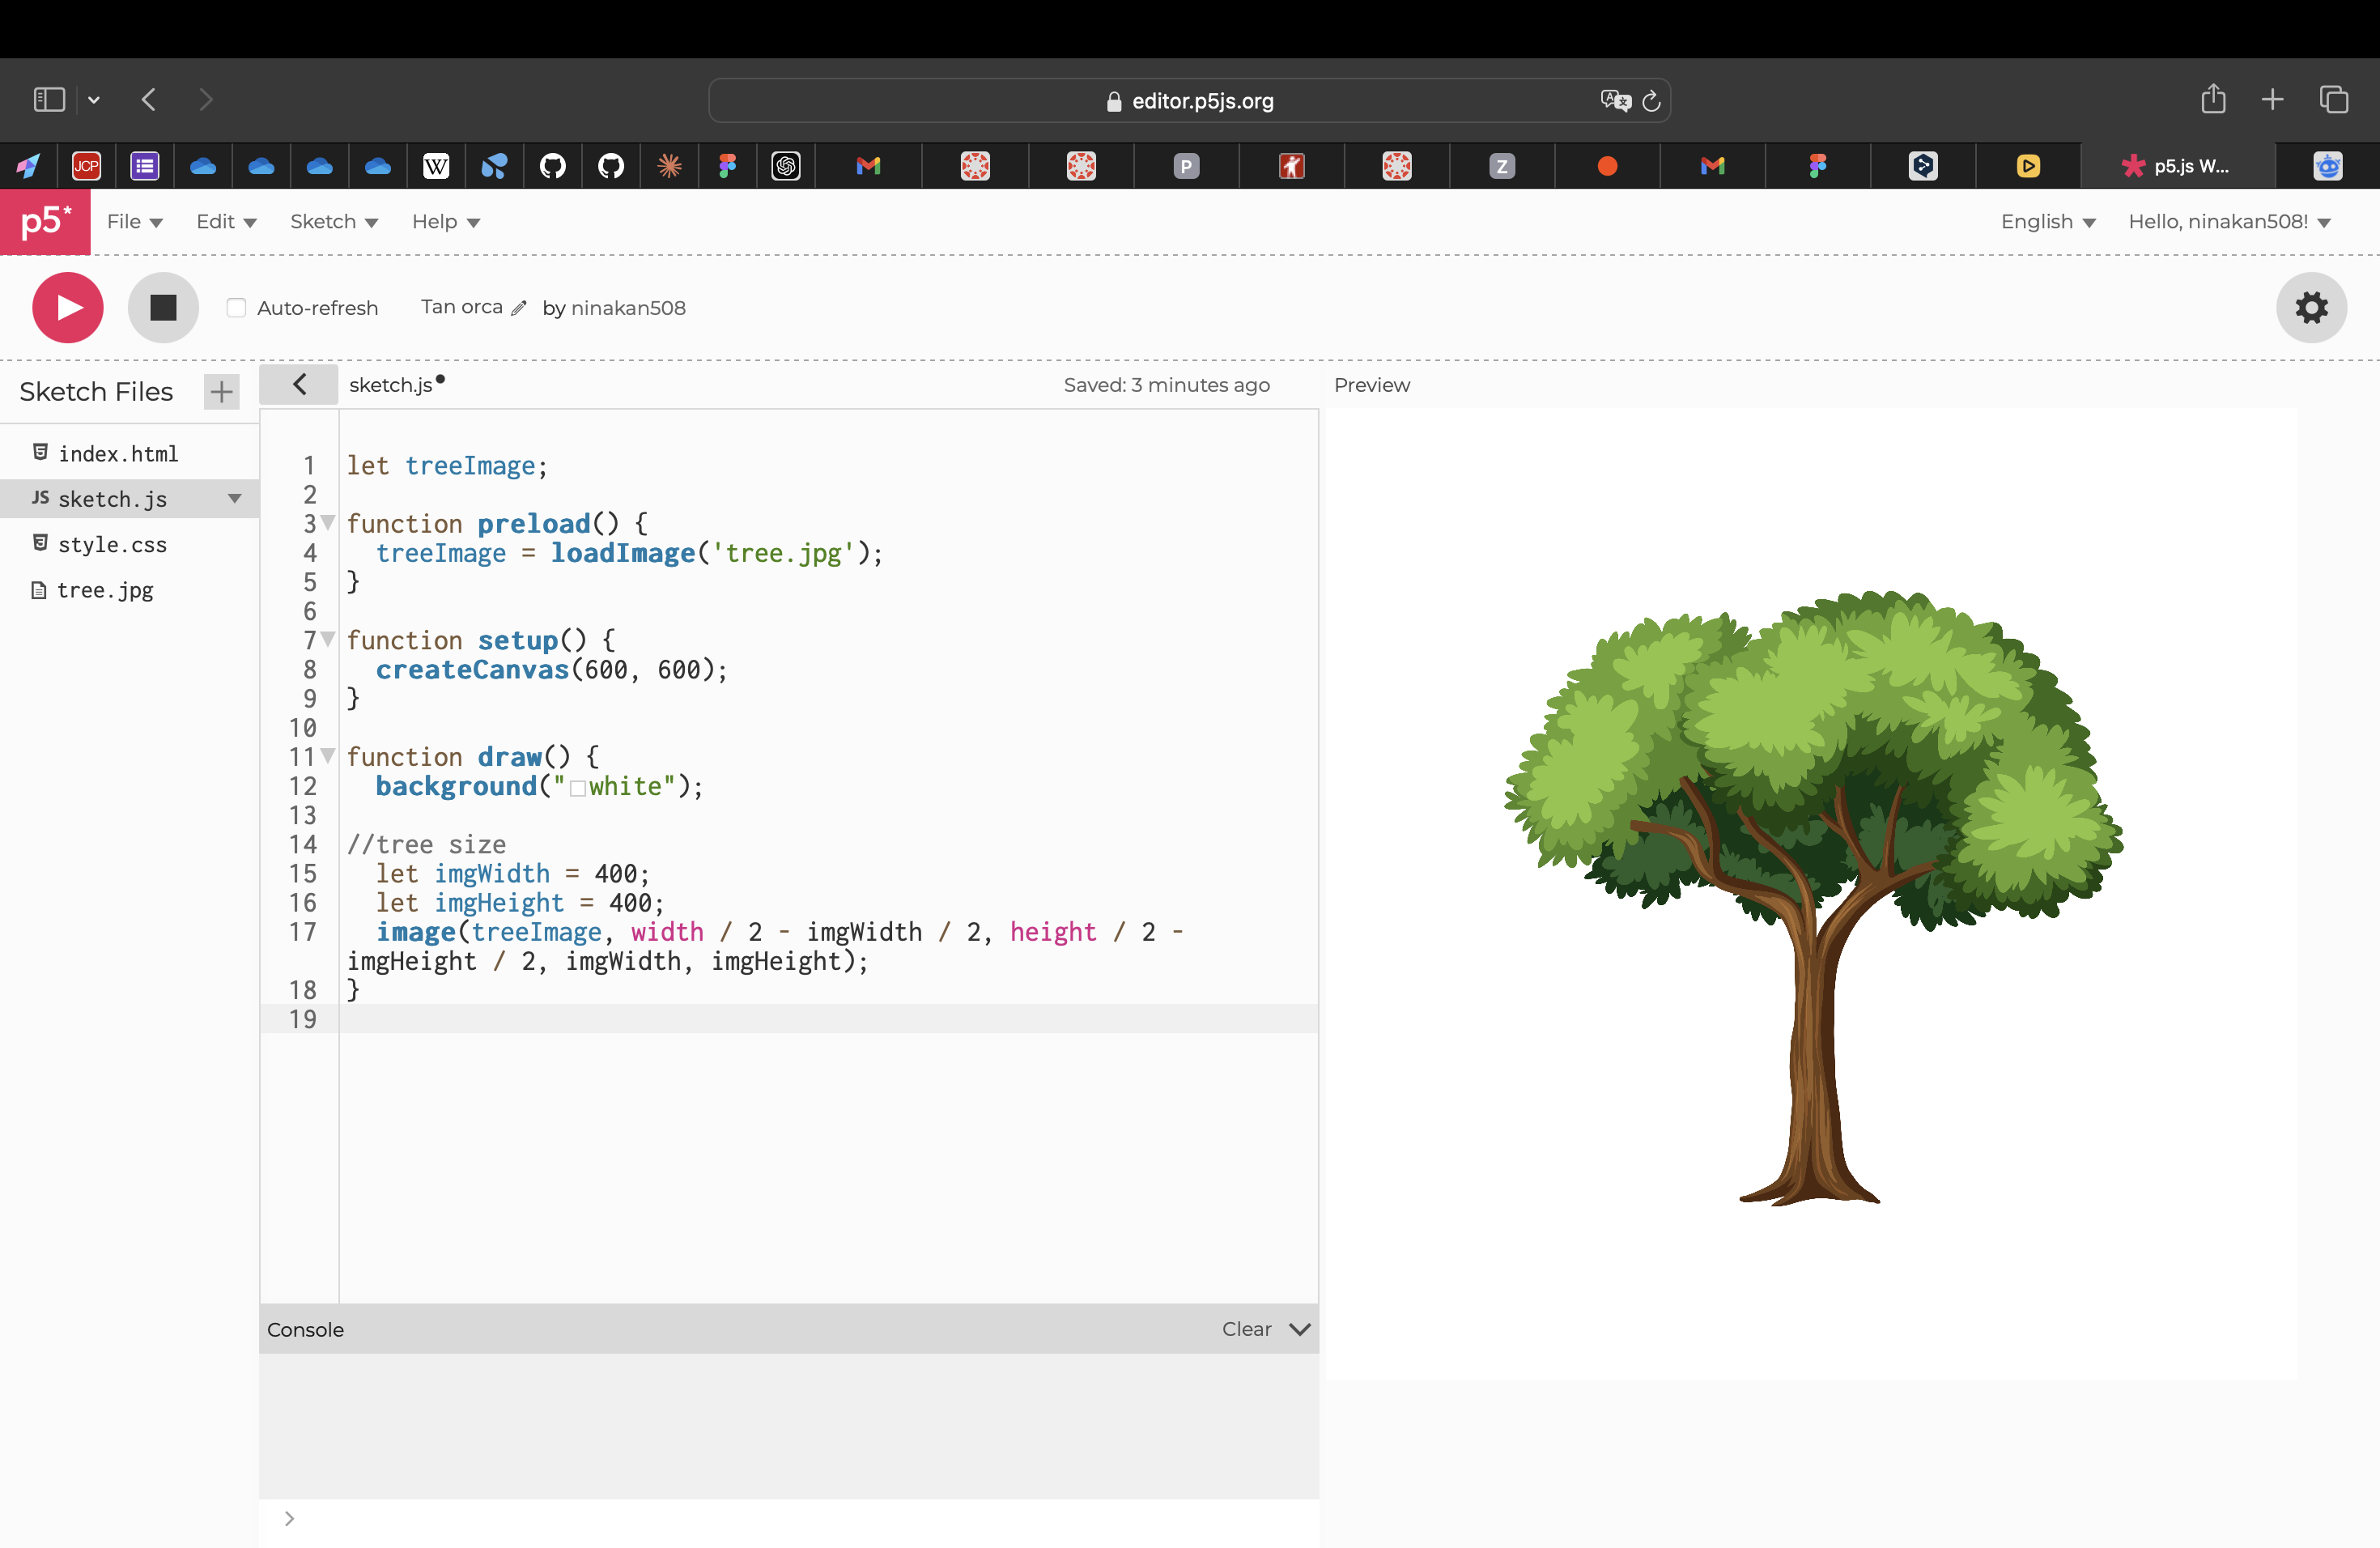 editor.p5js.org
JCP W P Z p5.js W...
p5* File Edit Sketch Help English Hello, ninakan508!
Auto-refresh Tan orca by ninakan508
Sketch Files sketch.js Saved: 3 minutes ago Preview
index.html
JS sketch.js
style.css
tree.jpg
1 let treeImage;
2
3 function preload() {
4 treeImage = loadImage('tree.jpg');
5 }
6
7 function setup() {
8 createCanvas(600, 600);
9 }
10
11 function draw() {
12 background("white");
13
14 //tree size
15 let imgWidth = 400;
16 let imgHeight = 400;
17 image(treeImage, width / 2 - imgWidth / 2, height / 2 -
imgHeight / 2, imgWidth, imgHeight);
18 }
19
Console Clear